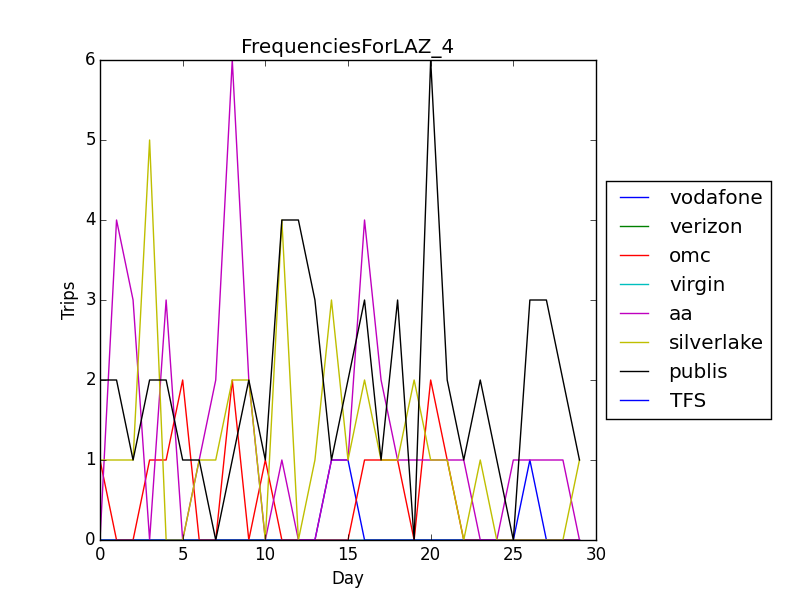 FrequenciesForLAZ_4
6
5
4
3
2
1
0
Trips
0 5 10 15 20 25 30
Day
vodafone
verizon
omc
virgin
aa
silverlake
publis
TFS